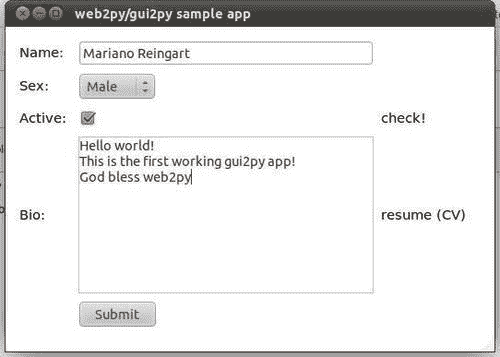 web2py/gui2py sample app
Name: Mariano Reingart
Sex: Male
Active: check!
Hello world!
This is the first working gui2py app!
God bless web2py
Bio: resume (CV)
Submit